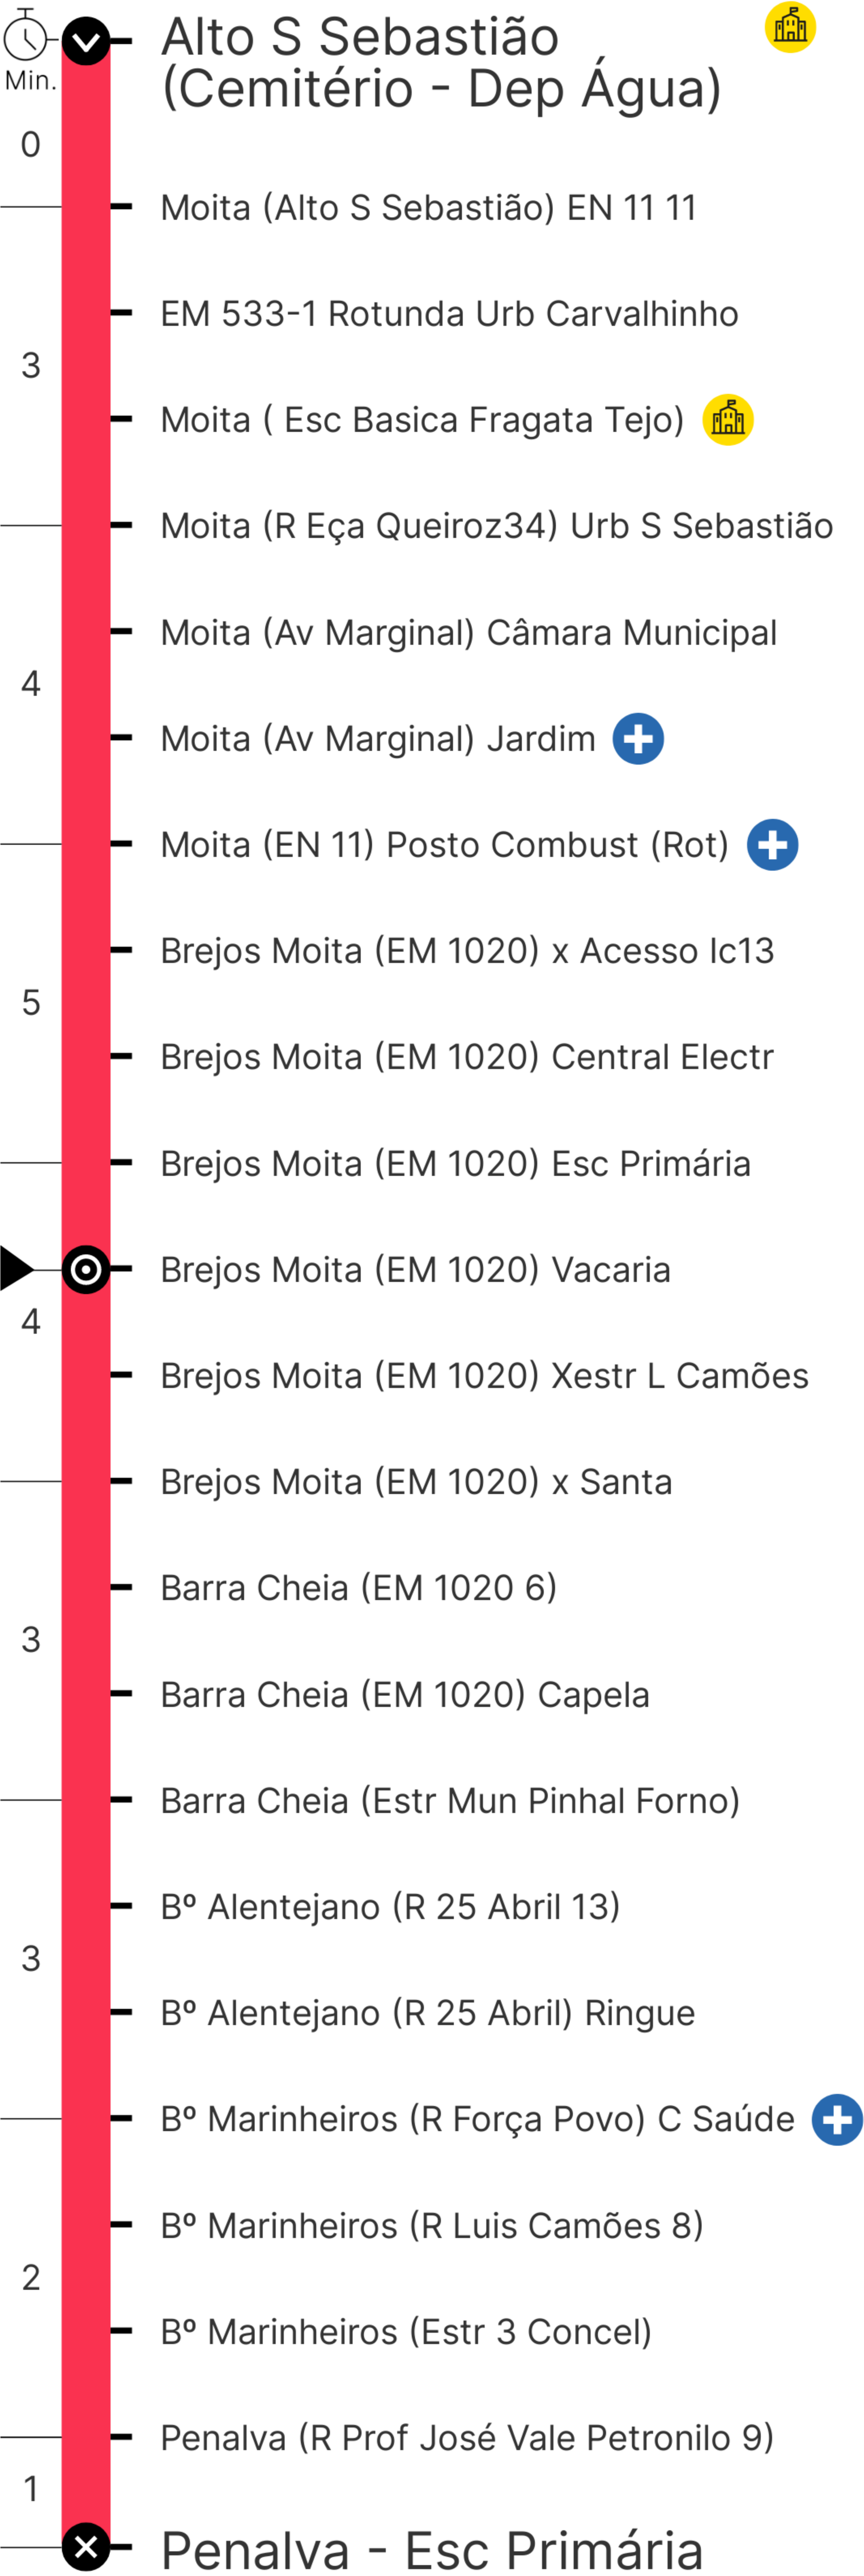 Alto S Sebastião
(Cemitério - Dep Água)
Min.
0
Moita (Alto S Sebastião) EN 11 11
EM 533-1 Rotunda Urb Carvalhinho
3
Moita ( Esc Basica Fragata Tejo)
Moita (R Eça Queiroz34) Urb S Sebastião
Moita (Av Marginal) Câmara Municipal
4
Moita (Av Marginal) Jardim
Moita (EN 11) Posto Combust (Rot)
Brejos Moita (EM 1020) x Acesso Ic13
5
Brejos Moita (EM 1020) Central Electr
Brejos Moita (EM 1020) Esc Primária
Brejos Moita (EM 1020) Vacaria
4
Brejos Moita (EM 1020) Xestr L Camões
Brejos Moita (EM 1020) x Santa
Barra Cheia (EM 1020 6)
3
Barra Cheia (EM 1020) Capela
Barra Cheia (Estr Mun Pinhal Forno)
Bº Alentejano (R 25 Abril 13)
3
Bº Alentejano (R 25 Abril) Ringue
Bº Marinheiros (R Força Povo) C Saúde
Bº Marinheiros (R Luis Camões 8)
2
Bº Marinheiros (Estr 3 Concel)
Penalva (R Prof José Vale Petronilo 9)
1
Penalva - Esc Primária